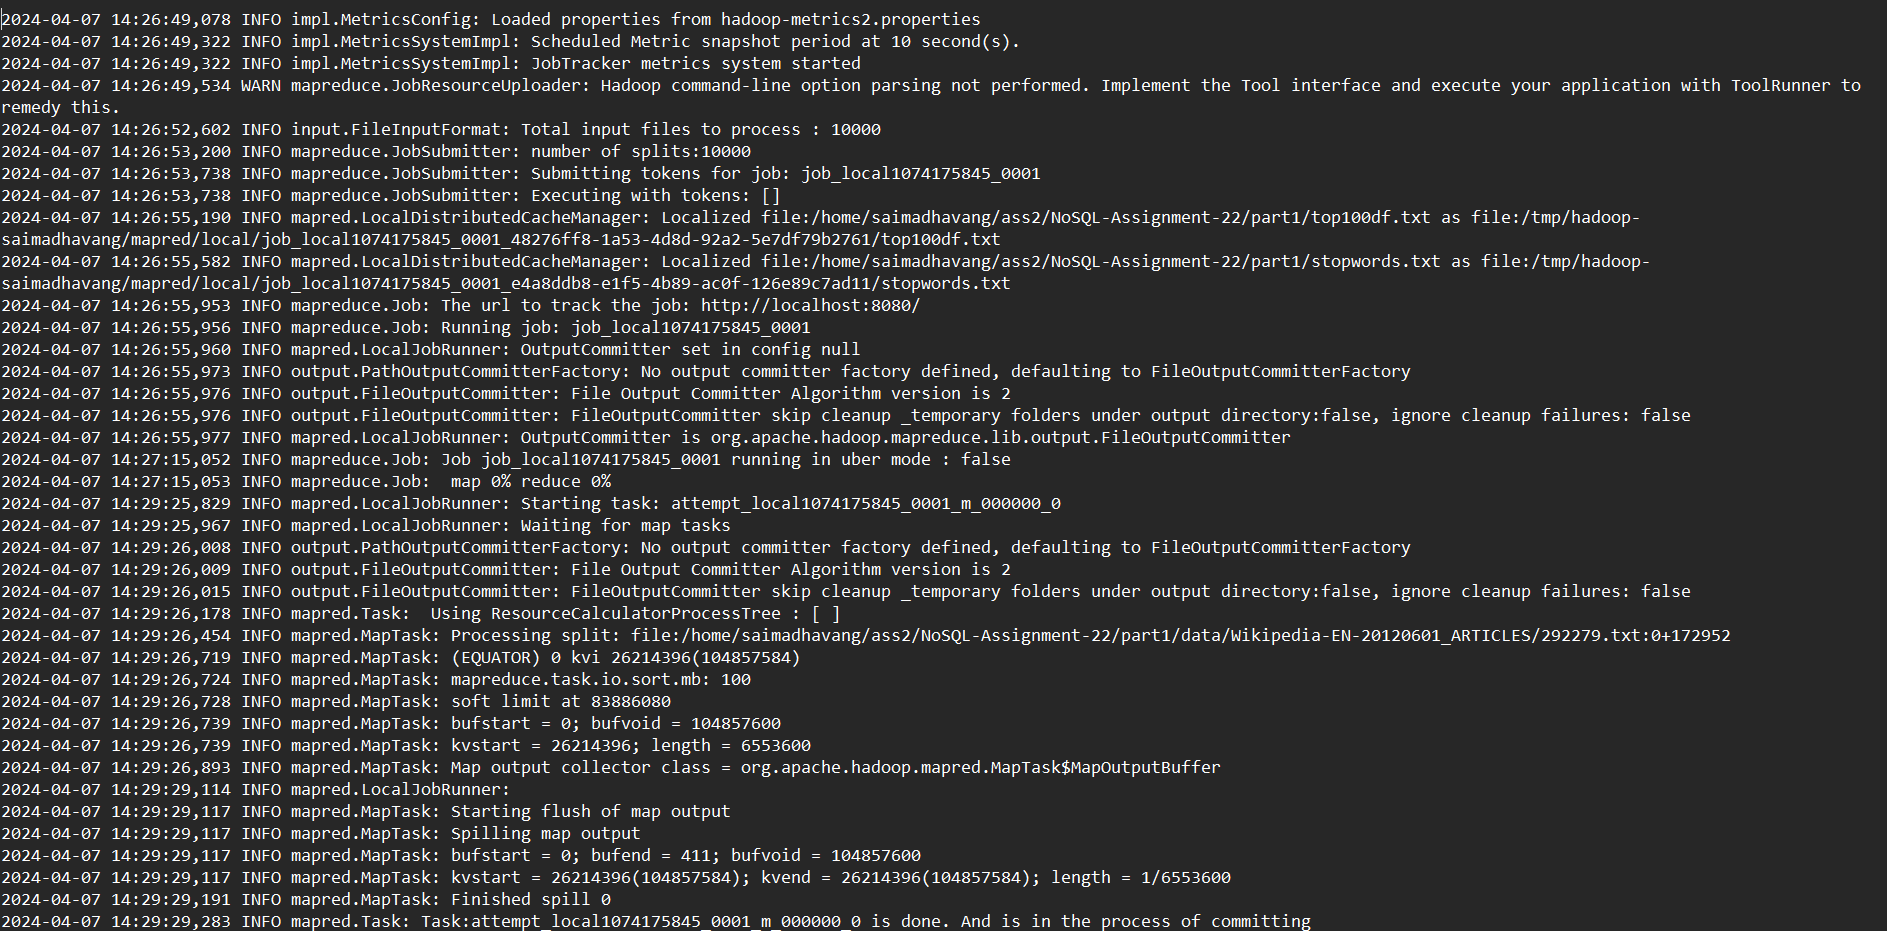 2024-04-07 14:26:49,078 INFO impl.MetricsConfig: Loaded properties from hadoop-metrics2.properties
2024-04-07 14:26:49,322 INFO impl.MetricsSystemImpl: Scheduled Metric snapshot period at 10 second(s).
2024-04-07 14:26:49,322 INFO impl.MetricsSystemImpl: JobTracker metrics system started
2024-04-07 14:26:49,534 WARN mapreduce.JobResourceUploader: Hadoop command-line option parsing not performed. Implement the Tool interface and execute your application with ToolRunner to
remedy this.
2024-04-07 14:26:52,602 INFO input.FileInputFormat: Total input files to process : 10000
2024-04-07 14:26:53,200 INFO mapreduce.JobSubmitter: number of splits:10000
2024-04-07 14:26:53,738 INFO mapreduce.JobSubmitter: Submitting tokens for job: job_local1074175845_0001
2024-04-07 14:26:53,738 INFO mapreduce.JobSubmitter: Executing with tokens: []
2024-04-07 14:26:55,190 INFO mapred.LocalDistributedCacheManager: Localized file:/home/saimadhavang/ass2/NoSQL-Assignment-22/part1/top100df.txt as file:/tmp/hadoop-
saimadhavang/mapred/local/job_local1074175845_0001_48276ff8-1a53-4d8d-92a2-5e7df79b2761/top100df.txt
2024-04-07 14:26:55,582 INFO mapred.LocalDistributedCacheManager: Localized file:/home/saimadhavang/ass2/NoSQL-Assignment-22/part1/stopwords.txt as file:/tmp/hadoop-
saimadhavang/mapred/local/job_local1074175845_0001_e4a8ddb8-e1f5-4b89-ac0f-126e89c7ad11/stopwords.txt
2024-04-07 14:26:55,953 INFO mapreduce.Job: The url to track the job: http://localhost:8080/
2024-04-07 14:26:55,956 INFO mapreduce.Job: Running job: job_local1074175845_0001
2024-04-07 14:26:55,960 INFO mapred.LocalJobRunner: OutputCommitter set in config null
2024-04-07 14:26:55,973 INFO output.PathOutputCommitterFactory: No output committer factory defined, defaulting to FileOutputCommitterFactory
2024-04-07 14:26:55,976 INFO output.FileOutputCommitter: File Output Committer Algorithm version is 2
2024-04-07 14:26:55,976 INFO output.FileOutputCommitter: FileOutputCommitter skip cleanup _temporary folders under output directory:false, ignore cleanup failures: false
2024-04-07 14:26:55,977 INFO mapred.LocalJobRunner: OutputCommitter is org.apache.hadoop.mapreduce.lib.output.FileOutputCommitter
2024-04-07 14:27:15,052 INFO mapreduce.Job: Job job_local1074175845_0001 running in uber mode : false
2024-04-07 14:27:15,053 INFO mapreduce.Job:  map 0% reduce 0%
2024-04-07 14:29:25,829 INFO mapred.LocalJobRunner: Starting task: attempt_local1074175845_0001_m_000000_0
2024-04-07 14:29:25,967 INFO mapred.LocalJobRunner: Waiting for map tasks
2024-04-07 14:29:26,008 INFO output.PathOutputCommitterFactory: No output committer factory defined, defaulting to FileOutputCommitterFactory
2024-04-07 14:29:26,009 INFO output.FileOutputCommitter: File Output Committer Algorithm version is 2
2024-04-07 14:29:26,015 INFO output.FileOutputCommitter: FileOutputCommitter skip cleanup _temporary folders under output directory:false, ignore cleanup failures: false
2024-04-07 14:29:26,178 INFO mapred.Task:  Using ResourceCalculatorProcessTree : [ ]
2024-04-07 14:29:26,454 INFO mapred.MapTask: Processing split: file:/home/saimadhavang/ass2/NoSQL-Assignment-22/part1/data/Wikipedia-EN-20120601_ARTICLES/292279.txt:0+172952
2024-04-07 14:29:26,719 INFO mapred.MapTask: (EQUATOR) 0 kvi 26214396(104857584)
2024-04-07 14:29:26,724 INFO mapred.MapTask: mapreduce.task.io.sort.mb: 100
2024-04-07 14:29:26,728 INFO mapred.MapTask: soft limit at 83886080
2024-04-07 14:29:26,739 INFO mapred.MapTask: bufstart = 0; bufvoid = 104857600
2024-04-07 14:29:26,739 INFO mapred.MapTask: kvstart = 26214396; length = 6553600
2024-04-07 14:29:26,893 INFO mapred.MapTask: Map output collector class = org.apache.hadoop.mapred.MapTask$MapOutputBuffer
2024-04-07 14:29:29,114 INFO mapred.LocalJobRunner:
2024-04-07 14:29:29,117 INFO mapred.MapTask: Starting flush of map output
2024-04-07 14:29:29,117 INFO mapred.MapTask: Spilling map output
2024-04-07 14:29:29,117 INFO mapred.MapTask: bufstart = 0; bufend = 411; bufvoid = 104857600
2024-04-07 14:29:29,117 INFO mapred.MapTask: kvstart = 26214396(104857584); kvend = 26214396(104857584); length = 1/6553600
2024-04-07 14:29:29,191 INFO mapred.MapTask: Finished spill 0
2024-04-07 14:29:29,283 INFO mapred.Task: Task:attempt_local1074175845_0001_m_000000_0 is done. And is in the process of committing